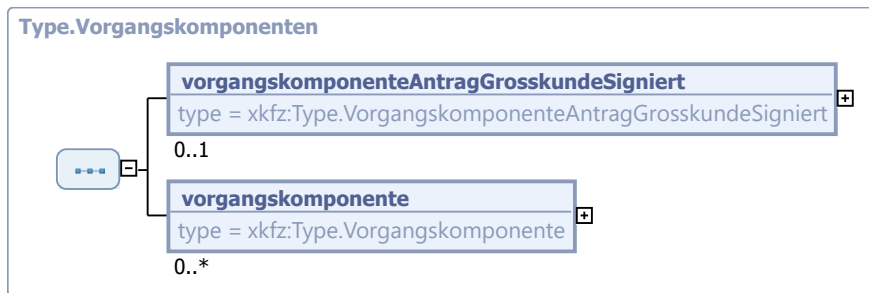 Type.Vorgangskomponenten
vorgangskomponenteAntragGrosskundeSigniert
type = xkfz:Type.VorgangskomponenteAntragGrosskundeSigniert
0..1
vorgangskomponente
type = xkfz:Type.Vorgangskomponente
0..*